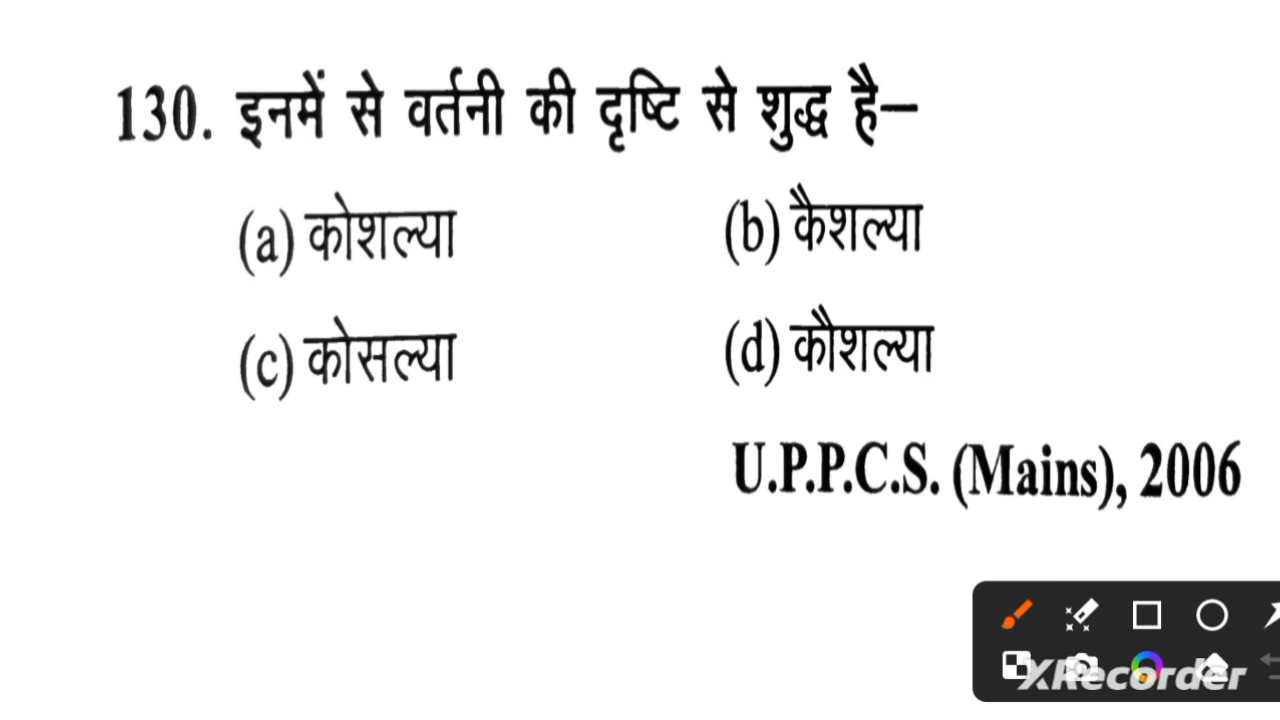 130. इनमें से वर्तनी की दृष्टि से शुद्ध है–
(a) कोशल्या (b) कैशल्या
(c) कोसल्या (d) कौशल्या
U.P.P.C.S. (Mains), 2006
XRecorder